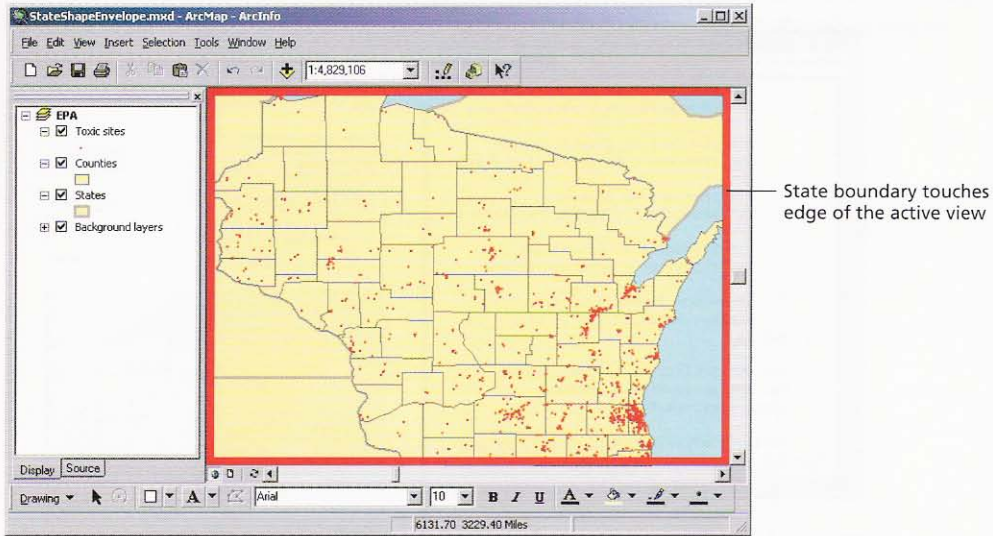 StateShapeEnvelope.mxd - ArcMap - ArcInfo
File Edit View Insert Selection Tools Window Help
1:4,829,106
EPA
Toxic sites
Counties
States
Background layers
State boundary touches
edge of the active view
Display Source
Drawing A Arial 10 B I U A
6131.70 3229.40 Miles